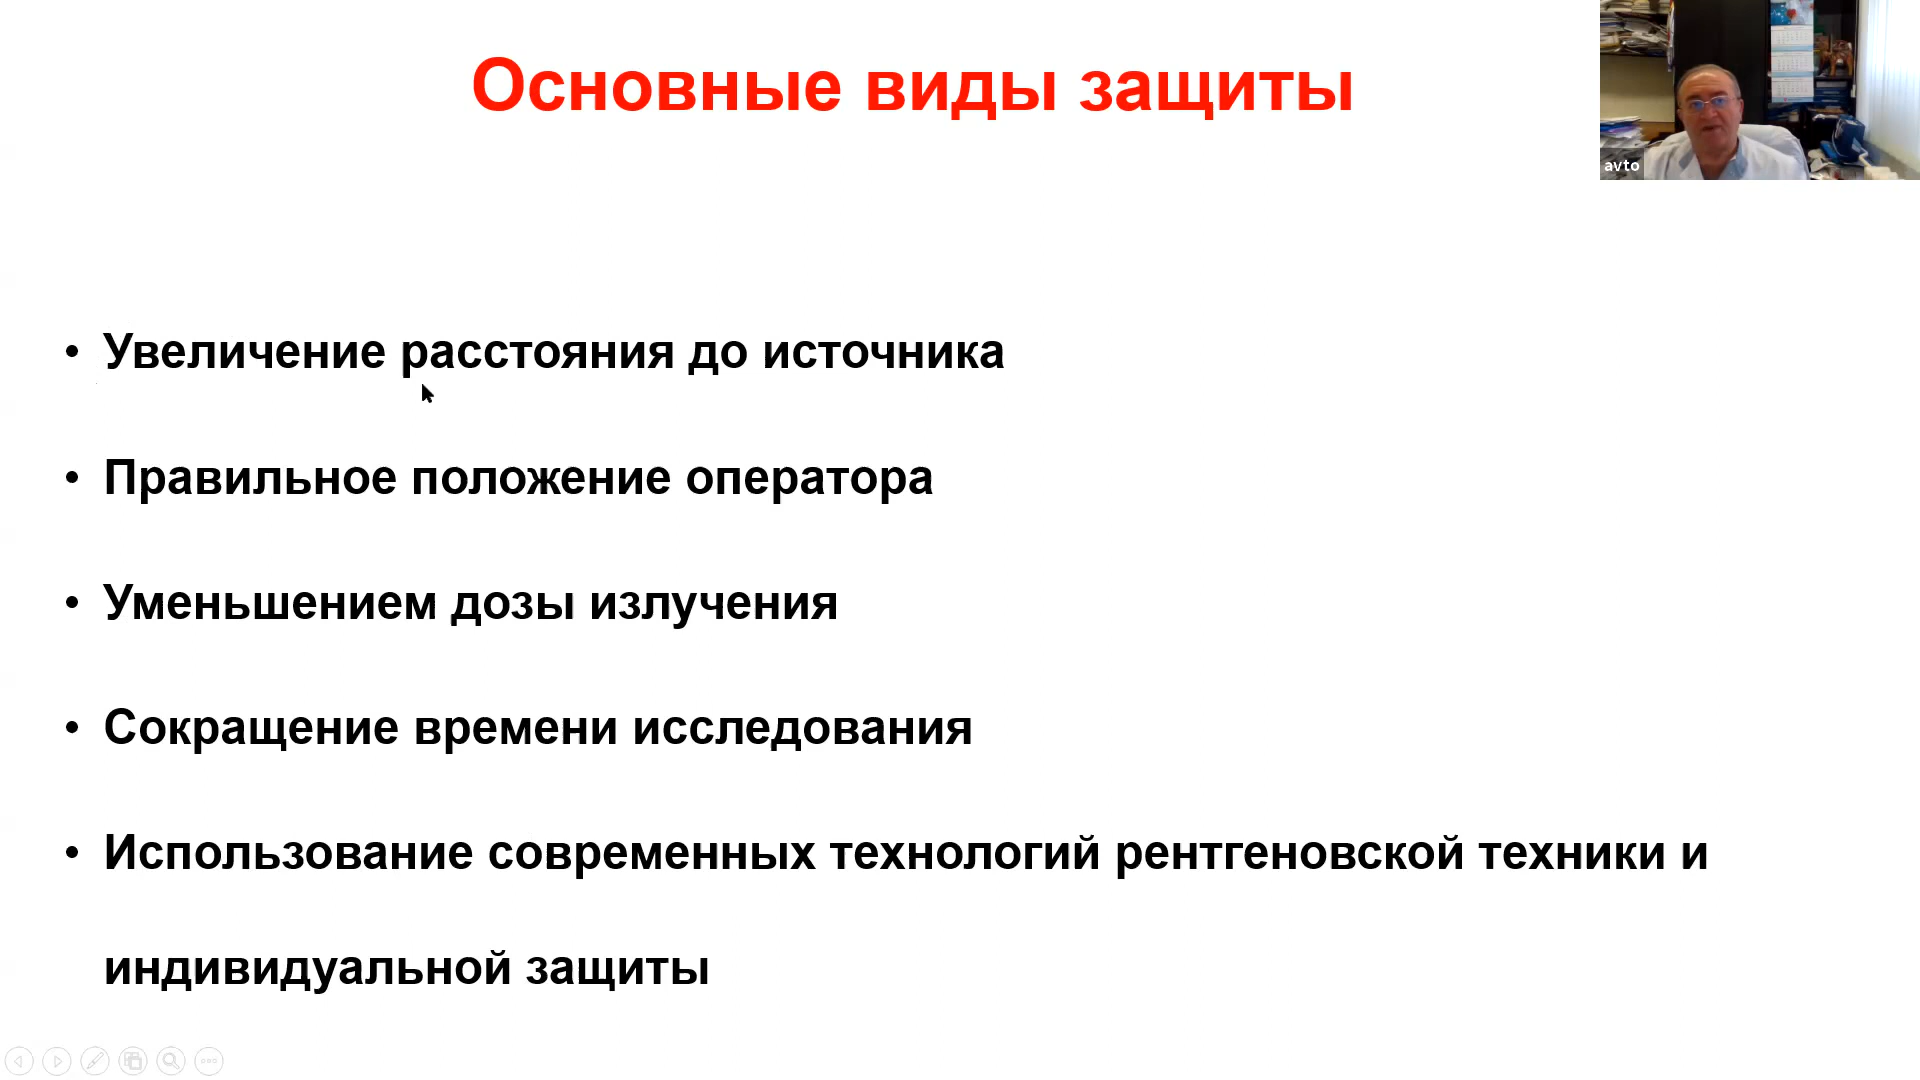 Основные виды защиты
avto
• Увеличение расстояния до источника
• Правильное положение оператора
• Уменьшением дозы излучения
• Сокращение времени исследования
• Использование современных технологий рентгеновской техники и
индивидуальной защиты